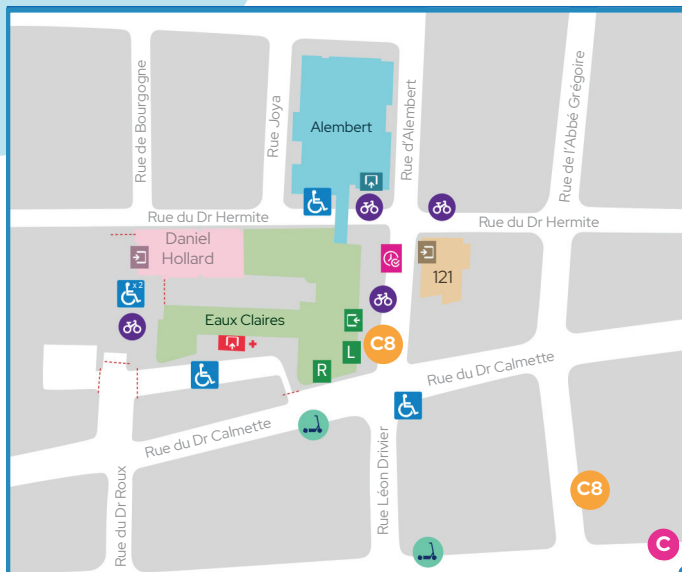 Rue de Bourgogne
Rue Joya
Alembert
Rue d'Alembert
Rue de l'Abbé Grégoire
Rue du Dr Hermite
Rue du Dr Hermite
Daniel
Hollard
121
x 2
Eaux Claires
+
C8
L
R
Rue du Dr Calmette
Rue du Dr Calmette
Rue du Dr Roux
Rue Léon Drivier
C8
C